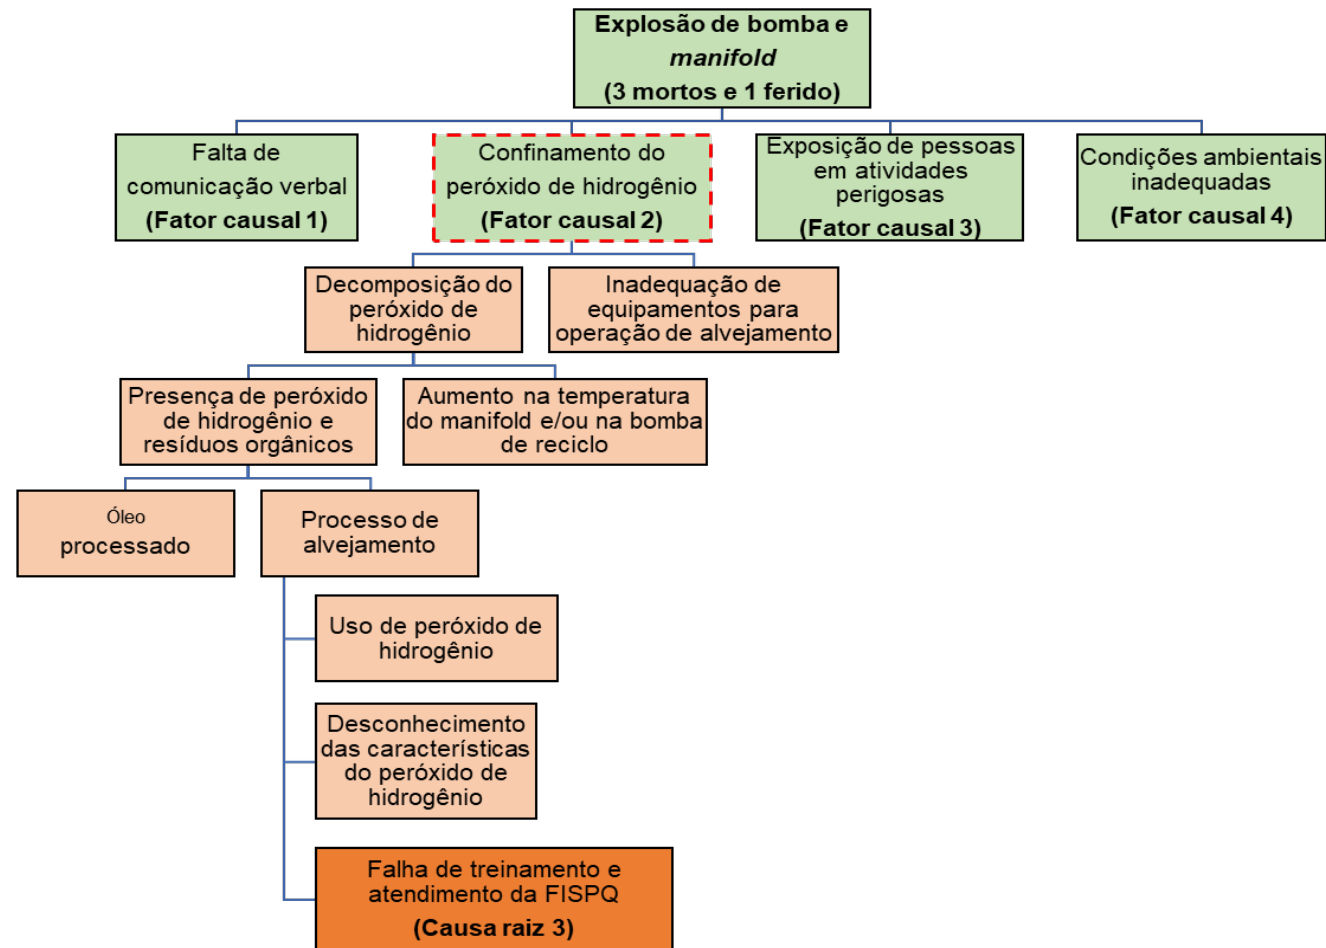 Explosão de bomba e
manifold
(3 mortos e 1 ferido)
Falta de
comunicação verbal
(Fator causal 1)
Confinamento do
peróxido de hidrogênio
(Fator causal 2)
Exposição de pessoas
em atividades
perigosas
(Fator causal 3)
Condições ambientais
inadequadas
(Fator causal 4)
Decomposição do
peróxido de
hidrogênio
Inadequação de
equipamentos para
operação de alvejamento
Presença de peróxido
de hidrogênio e
resíduos orgânicos
Aumento na temperatura
do manifold e/ou na bomba
de reciclo
Óleo
processado
Processo de
alvejamento
Uso de peróxido de
hidrogênio
Desconhecimento
das características
do peróxido de
hidrogênio
Falha de treinamento e
atendimento da FISPQ
(Causa raiz 3)